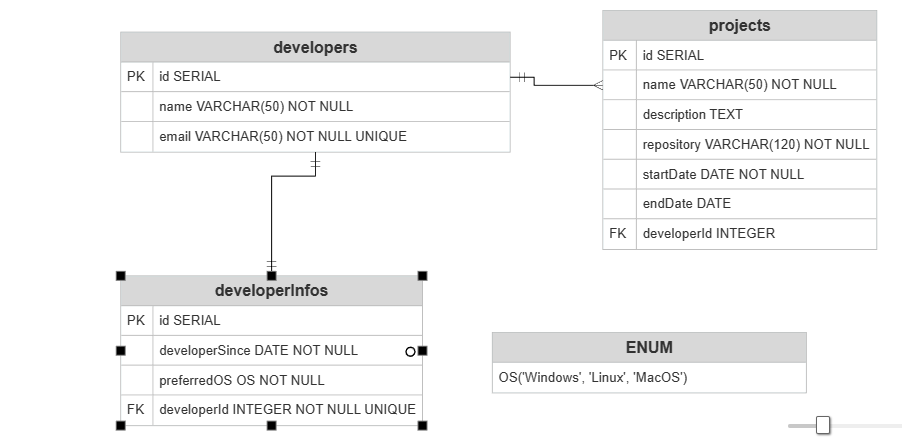 developers
PK id SERIAL
name VARCHAR(50) NOT NULL
email VARCHAR(50) NOT NULL UNIQUE
projects
PK id SERIAL
name VARCHAR(50) NOT NULL
description TEXT
repository VARCHAR(120) NOT NULL
startDate DATE NOT NULL
endDate DATE
FK developerId INTEGER
developerInfos
PK id SERIAL
developerSince DATE NOT NULL
preferredOS OS NOT NULL
FK developerId INTEGER NOT NULL UNIQUE
ENUM
OS('Windows', 'Linux', 'MacOS')